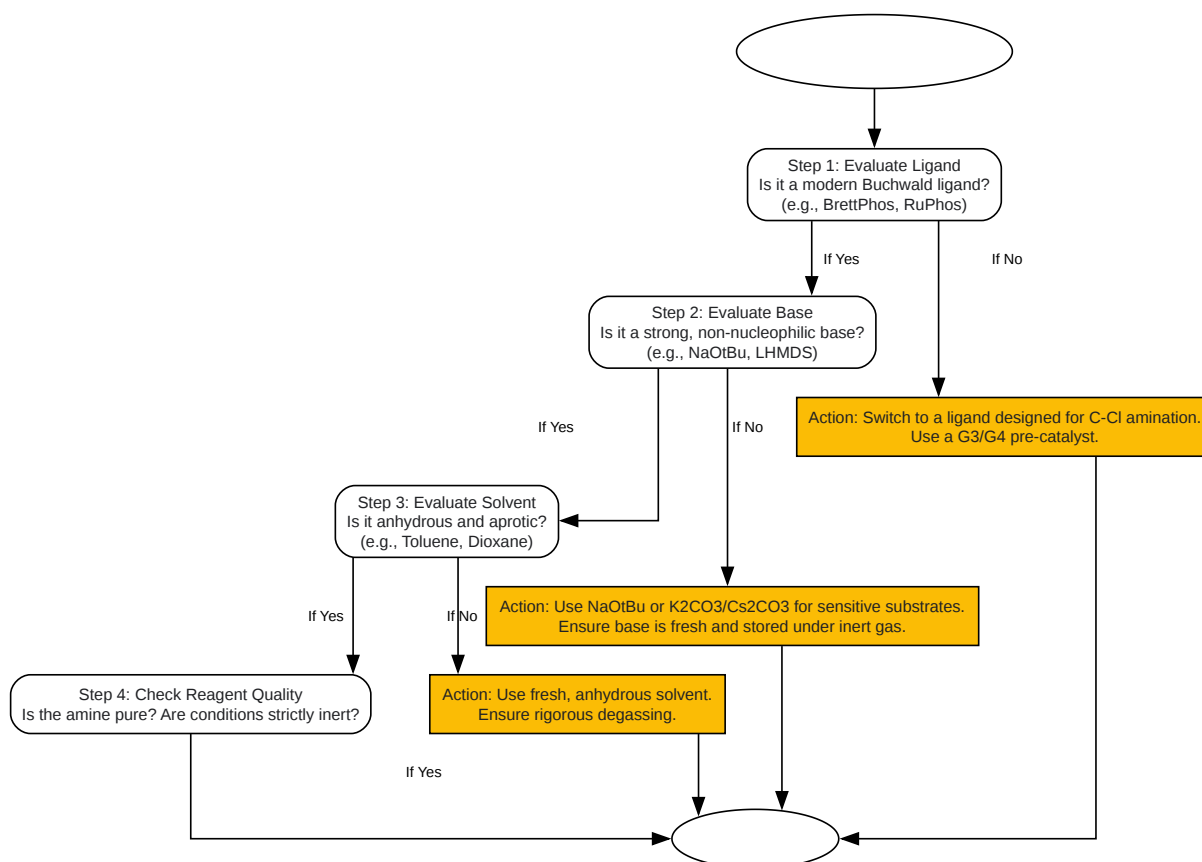 Step 1: Evaluate Ligand
Is it a modern Buchwald ligand?
(e.g., BrettPhos, RuPhos)
If Yes
If No
Step 2: Evaluate Base
Is it a strong, non-nucleophilic base?
(e.g., NaOtBu, LHMDS)
Action: Switch to a ligand designed for C-Cl amination.
Use a G3/G4 pre-catalyst.
If Yes
If No
Step 3: Evaluate Solvent
Is it anhydrous and aprotic?
(e.g., Toluene, Dioxane)
Action: Use NaOtBu or K2CO3/Cs2CO3 for sensitive substrates.
Ensure base is fresh and stored under inert gas.
If Yes
If No
Step 4: Check Reagent Quality
Is the amine pure? Are conditions strictly inert?
Action: Use fresh, anhydrous solvent.
Ensure rigorous degassing.
If Yes